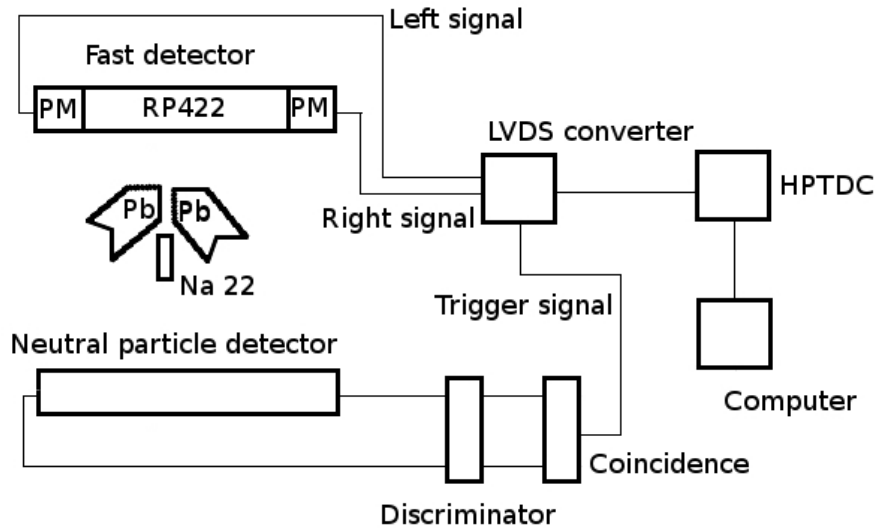 Left signal
Fast detector
PM RP422 PM
LVDS converter
HPTDC
Pb Pb
Right signal
Na 22
Trigger signal
Neutral particle detector
Computer
Coincidence
Discriminator